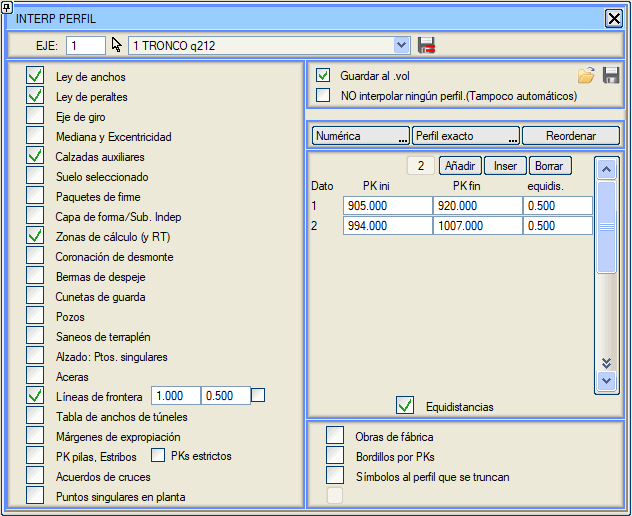 INTERP PERFIL
EJE: 1 1 TRONCO q212
Ley de anchos
Ley de peraltes
Eje de giro
Mediana y Excentricidad
Calzadas auxiliares
Suelo seleccionado
Paquetes de firme
Capa de forma/Sub. Indep
Zonas de cálculo (y RT)
Coronación de desmonte
Bermas de despeje
Cunetas de guarda
Pozos
Saneos de terraplén
Alzado: Ptos. singulares
Aceras
Líneas de frontera 1.000 0.500
Tabla de anchos de túneles
Márgenes de expropiación
PK pilas, Estribos PKs estrictos
Acuerdos de cruces
Puntos singulares en planta
Guardar al .vol
NO interpolar ningún perfil.(Tampoco automáticos)
Numérica ... Perfil exacto ... Reordenar
2 Añadir Inser Borrar
Dato PK ini PK fin equidis.
1 905.000 920.000 0.500
2 994.000 1007.000 0.500
Equidistancias
Obras de fábrica
Bordillos por PKs
Símbolos al perfil que se truncan